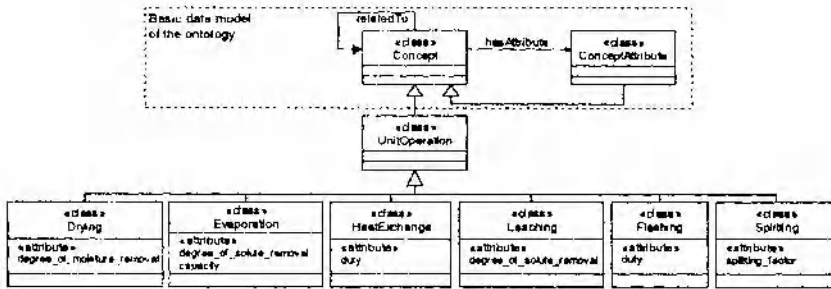 Basic data model
of the ontology
relatedTo
«class»
Concept
hasAttribute
«class»
ConceptAttribute
«class»
UnitOperation
«class»
Drying
«attribute»
degree_of_moisture_removal
«class»
Evaporation
«attribute»
degree_of_solute_removal
capacity
«class»
HeatExchange
«attribute»
duty
«class»
Leaching
«attribute»
degree_of_solute_removal
«class»
Flashing
«attribute»
duty
«class»
Splitting
«attribute»
splitting_factor